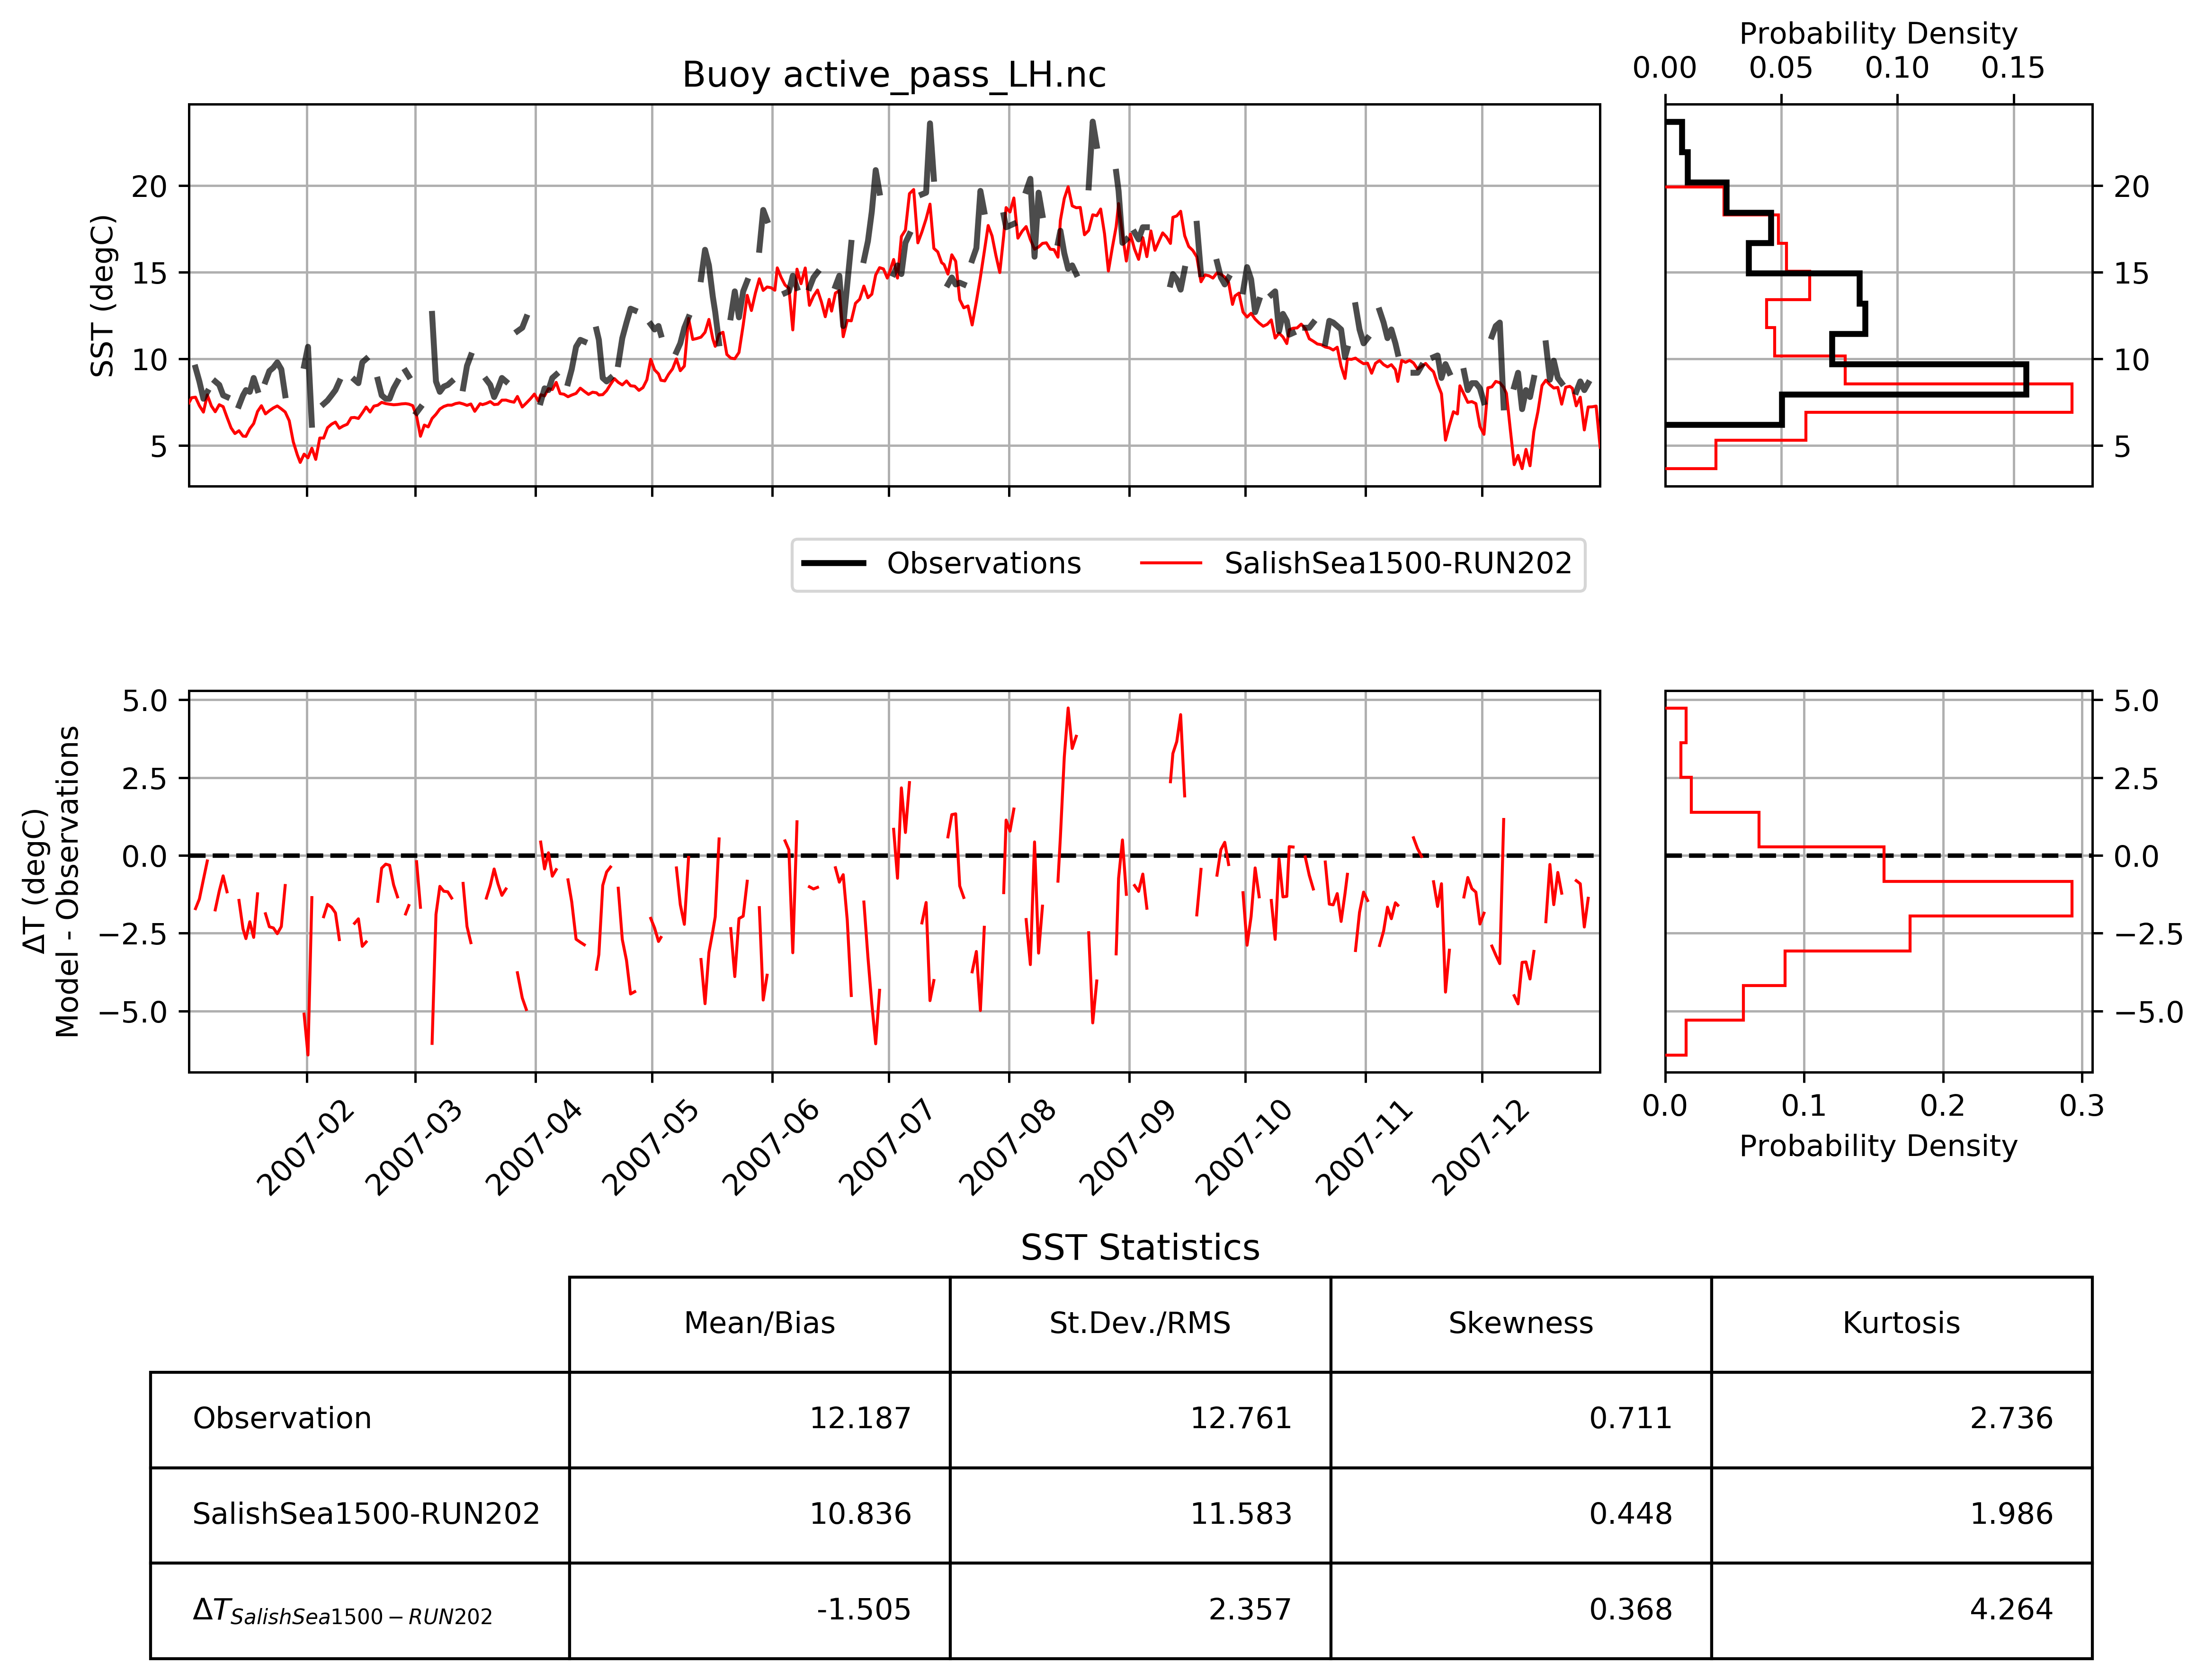 Probability Density
0.00 0.05 0.10 0.15
Buoy active_pass_LH.nc
SST (degC)
20
15
10
5
20
15
10
5
Observations
SalishSea1500-RUN202
ΔT (degC)
Model - Observations
5.0
2.5
0.0
−2.5
−5.0
5.0
2.5
0.0
−2.5
−5.0
2007-02
2007-03
2007-04
2007-05
2007-06
2007-07
2007-08
2007-09
2007-10
2007-11
2007-12
0.0 0.1 0.2 0.3
Probability Density
SST Statistics
Mean/Bias St.Dev./RMS Skewness Kurtosis
Observation 12.187 12.761 0.711 2.736
SalishSea1500-RUN202 10.836 11.583 0.448 1.986
ΔT SalishSea1500−RUN202 -1.505 2.357 0.368 4.264